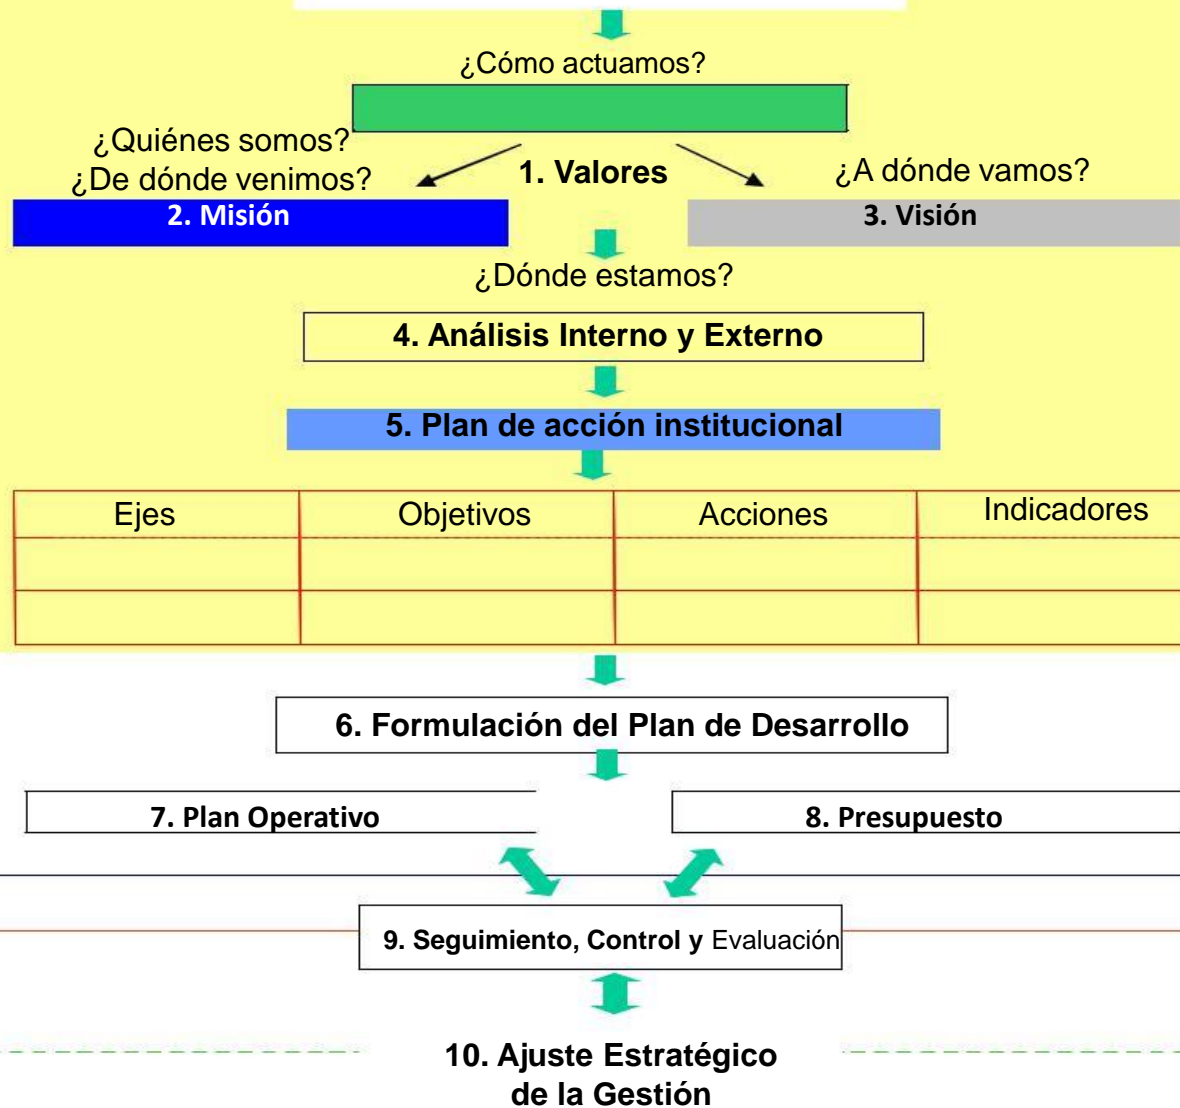 ¿Cómo actuamos?
¿Quiénes somos?
¿De dónde venimos?
1. Valores
¿A dónde vamos?
2. Misión
3. Visión
¿Dónde estamos?
4. Análisis Interno y Externo
5. Plan de acción institucional
Ejes
Objetivos
Acciones
Indicadores
6. Formulación del Plan de Desarrollo
7. Plan Operativo
8. Presupuesto
9. Seguimiento, Control y Evaluación
10. Ajuste Estratégico
de la Gestión